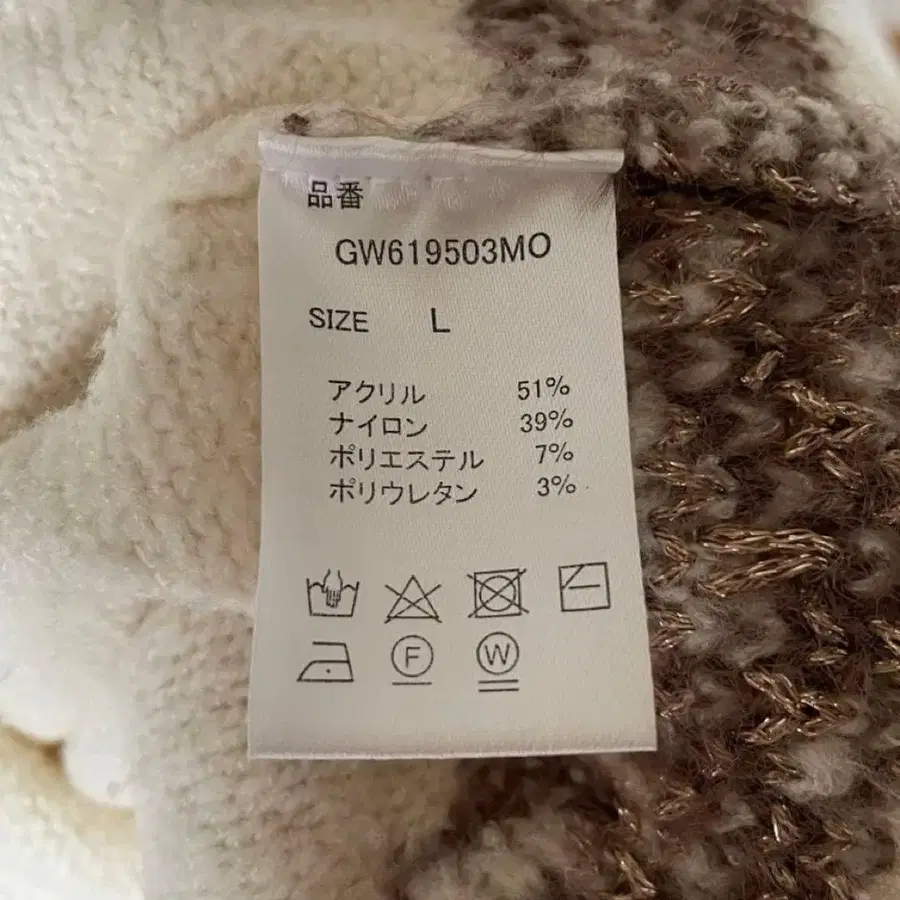 品番
GW619503MO
SIZE L
アクリル 51%
ナイロン 39%
ポリエステル 7%
ポリウレタン 3%
F W